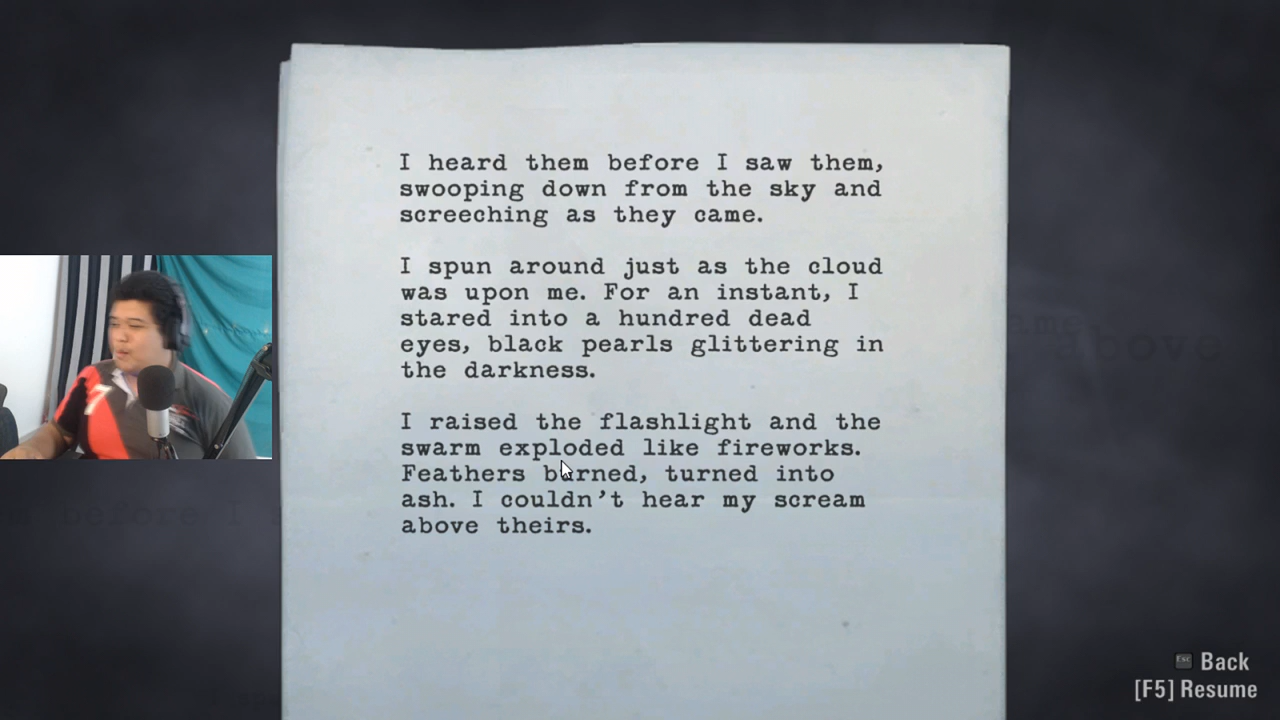 I heard them before I saw them,
swooping down from the sky and
screeching as they came.
I spun around just as the cloud
was upon me. For an instant, I
stared into a hundred dead
eyes, black pearls glittering in
the darkness.
I raised the flashlight and the
swarm exploded like fireworks.
Feathers burned, turned into
ash. I couldn't hear my scream
above theirs.
above
before I
Esc Back
[F5] Resume